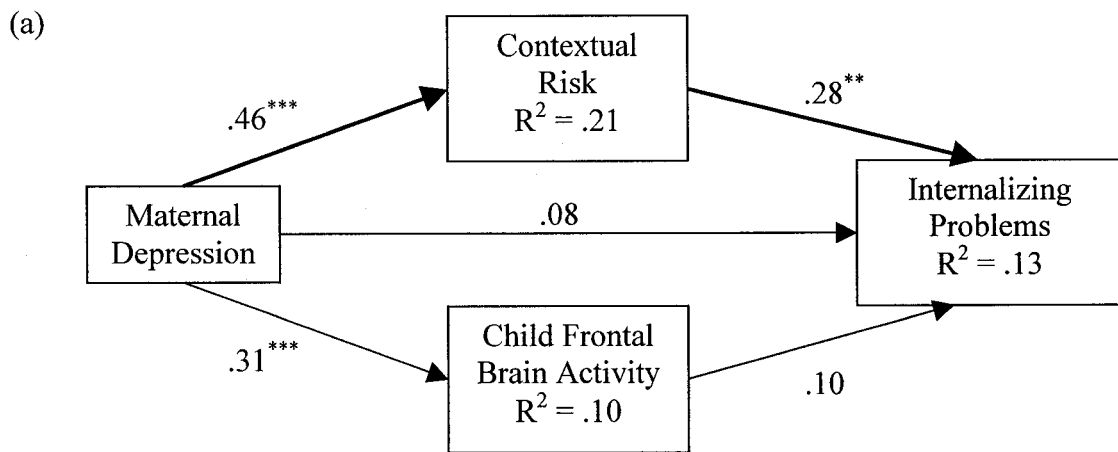 (a)
Contextual
Risk
R² = .21
.46***
.28**
Maternal
Depression
.08
Internalizing
Problems
R² = .13
.31***
Child Frontal
Brain Activity
R² = .10
.10